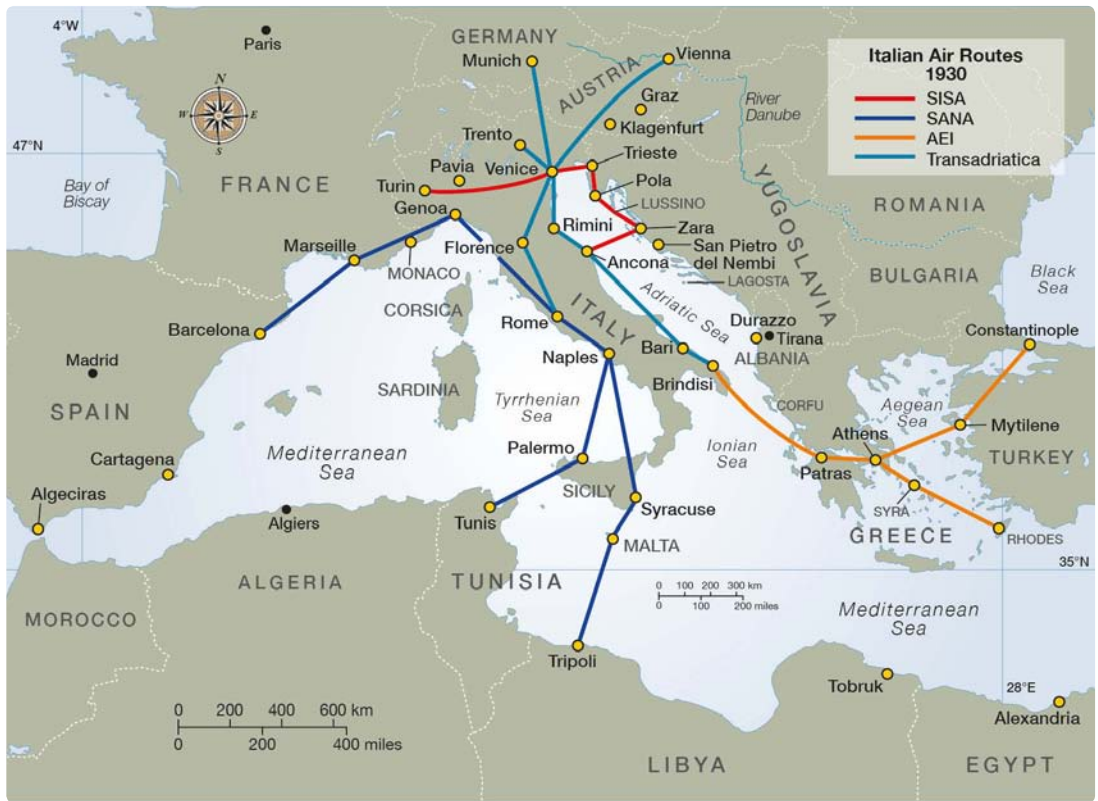 4°W
Paris
GERMANY
Munich
Vienna
AUSTRIA
Italian Air Routes
1930
SISA
SANA
AEI
Transadriatica
N
W
E
S
River
Danube
Graz
Klagenfurt
47°N
Trento
Venice
Trieste
Bay of
Biscay
FRANCE
Pavia
Turin
Pola
LUSSINO
YUGOSLAVIA
ROMANIA
Genoa
Rimini
Zara
Marseille
Florence
San Pietro
del Nembi
MONACO
Ancona
LAGOSTA
BULGARIA
Black
Sea
CORSICA
ITALY
Adriatic Sea
Barcelona
Rome
Durazzo
Tirana
Constantinople
Madrid
Naples
Bari
ALBANIA
SARDINIA
Brindisi
SPAIN
Tyrrhenian
Sea
CORFU
Aegean
Sea
Mytilene
Mediterranean
Sea
Palermo
Ionian
Sea
Athens
TURKEY
Cartagena
Patras
Algeciras
SICILY
Syracuse
SYRA
Algiers
Tunis
GREECE
RHODES
MALTA
ALGERIA
TUNISIA
0 100 200 300 km
0 100 200 miles
35°N
MOROCCO
Mediterranean
Sea
Tripoli
Tobruk
28°E
Alexandria
0 200 400 600 km
0 200 400 miles
LIBYA
EGYPT